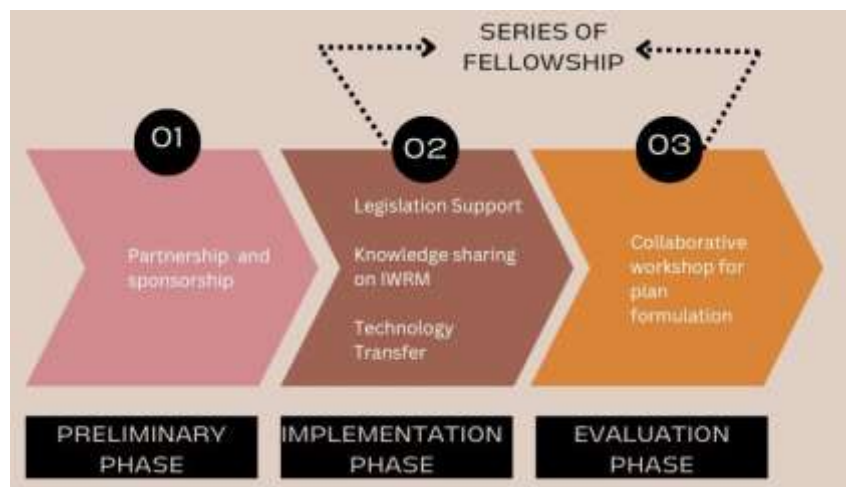 SERIES OF
FELLOWSHIP
01
Partnership and
sponsorship
PRELIMINARY
PHASE
02
Legislation Support
Knowledge sharing
on IWRM
Technology
Transfer
IMPLEMENTATION
PHASE
03
Collaborative
workshop for
plan
formulation
EVALUATION
PHASE